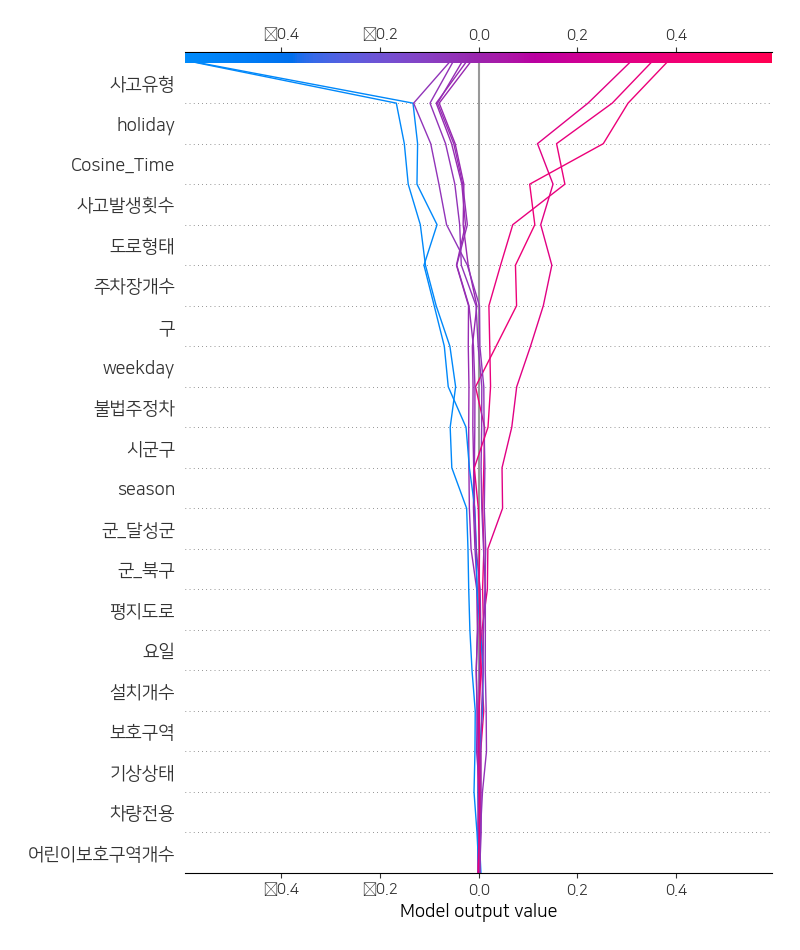 ▯0.4 ▯0.2 0.0 0.2 0.4
사고유형
holiday
Cosine_Time
사고발생횟수
도로형태
주차장개수
구
weekday
불법주정차
시군구
season
군_달성군
군_북구
평지도로
요일
설치개수
보호구역
기상상태
차량전용
어린이보호구역개수
▯0.4 ▯0.2 0.0 0.2 0.4
Model output value